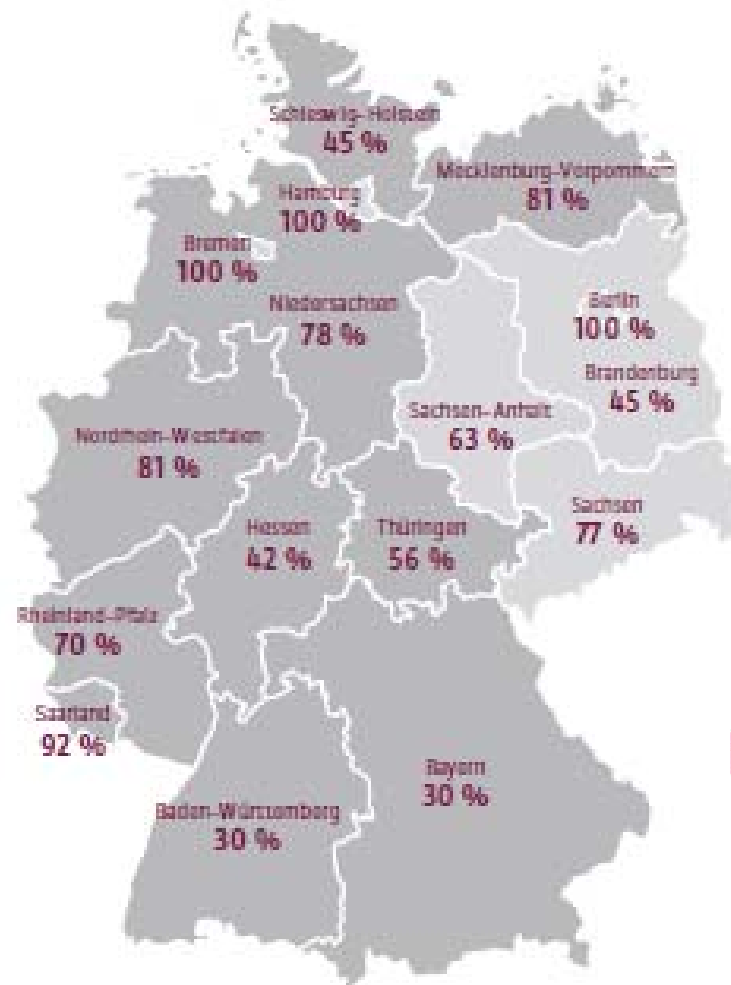 Schleswig-Holstein
45 %
Mecklenburg-Vorpommern
81 %
Hamburg
100 %
Bremen
100 %
Niedersachsen
78 %
Berlin
100 %
Brandenburg
45 %
Sachsen-Anhalt
63 %
Nordrhein-Westfalen
81 %
Sachsen
77 %
Hessen
42 %
Thüringen
56 %
Rheinland-Pfalz
70 %
Saarland
92 %
Bayern
30 %
Baden-Württemberg
30 %